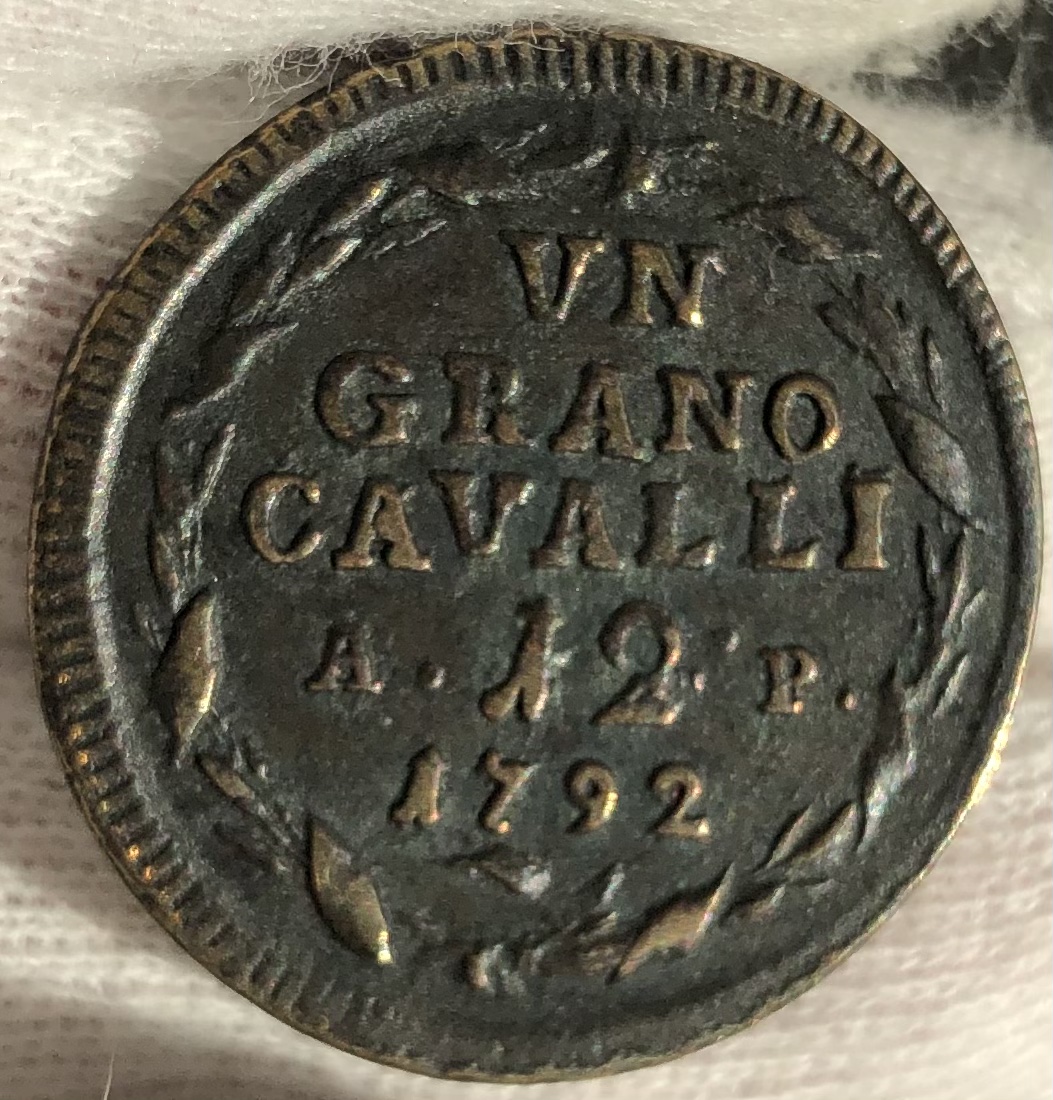 VN
GRANO
CAVALLI
A. 12 P.
1792